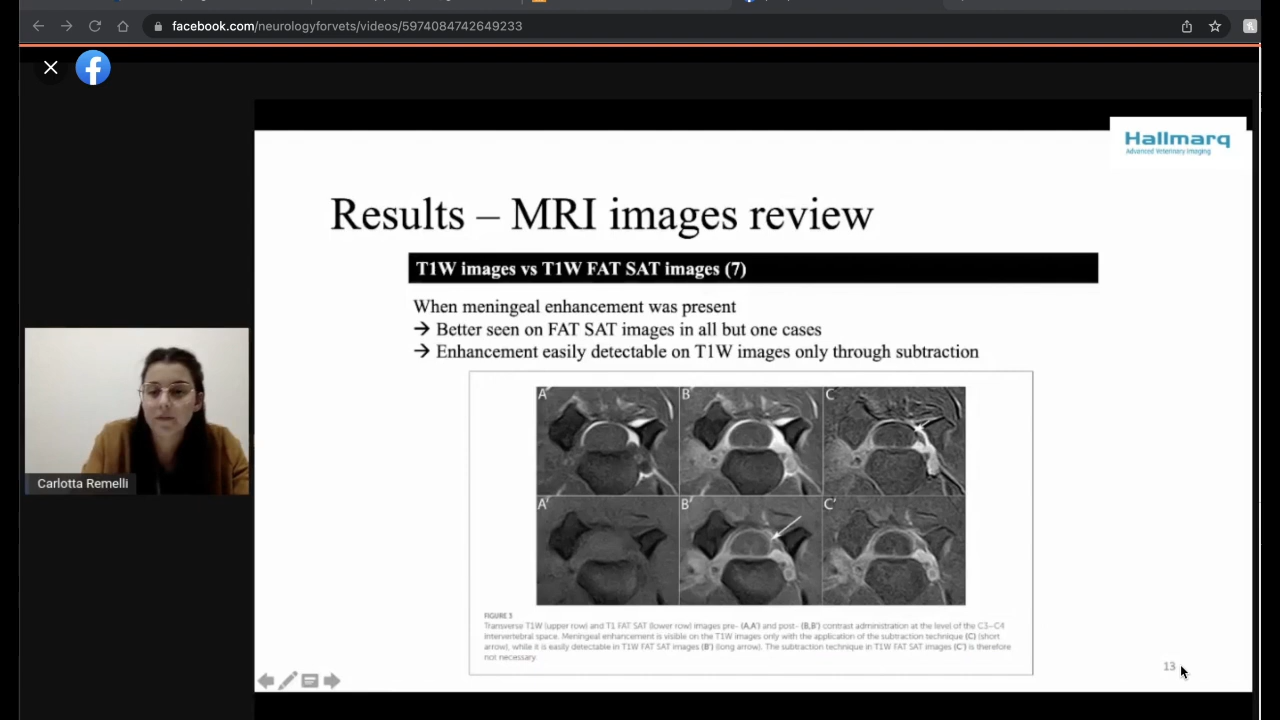 facebook.com/neurologyforvets/videos/5974084742649233
Hallmarq
Advanced Veterinary Imaging
Results – MRI images review
T1W images vs T1W FAT SAT images (7)
When meningeal enhancement was present
→ Better seen on FAT SAT images in all but one cases
→ Enhancement easily detectable on T1W images only through subtraction
A B C
A′ B′ C′
Carlotta Remelli
FIGURE 3
Transverse T1W (upper row) and T1 FAT SAT (lower row) images pre- (A,A′) and post- (B,B′) contrast administration at the level of the C3–C4
intervertebral space. Meningeal enhancement is visible on the T1W images only with the application of the subtraction technique (C) (short
arrow), while it is easily detectable in T1W FAT SAT images (B′) (long arrow). The subtraction technique in T1W FAT SAT images (C′) is therefore
not necessary.
13